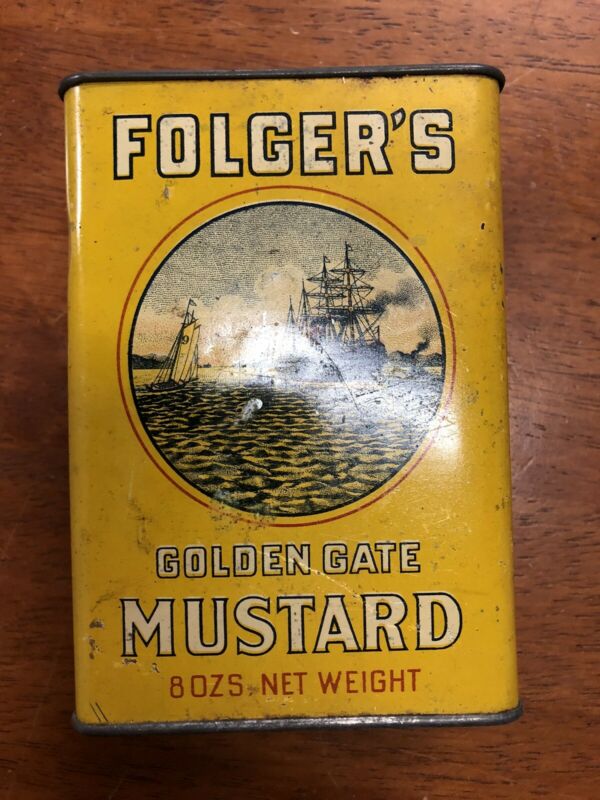 FOLGER'S
GOLDEN GATE
MUSTARD
8 OZS. NET WEIGHT